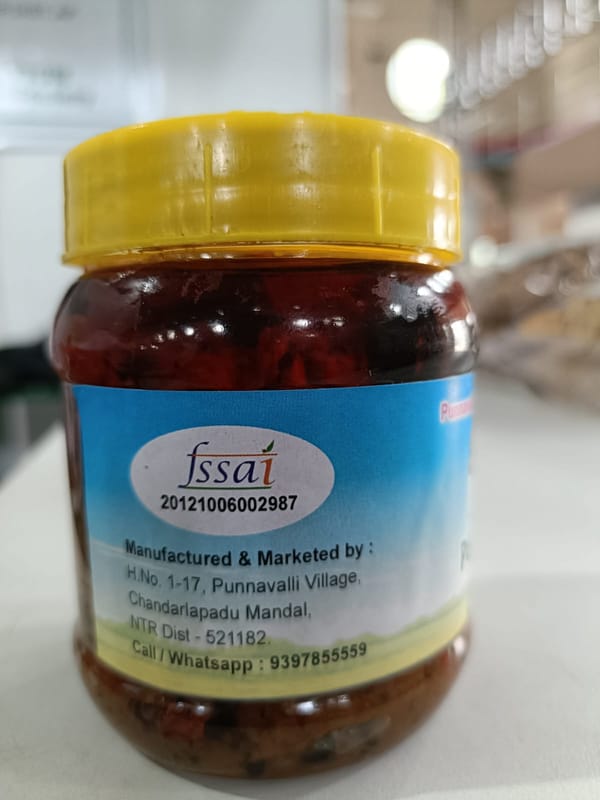 fssai
20121006002987
Manufactured & Marketed by :
H.No. 1-17, Punnavalli Village,
Chandarlapadu Mandal,
NTR Dist - 521182.
Call / Whatsapp : 9397855559